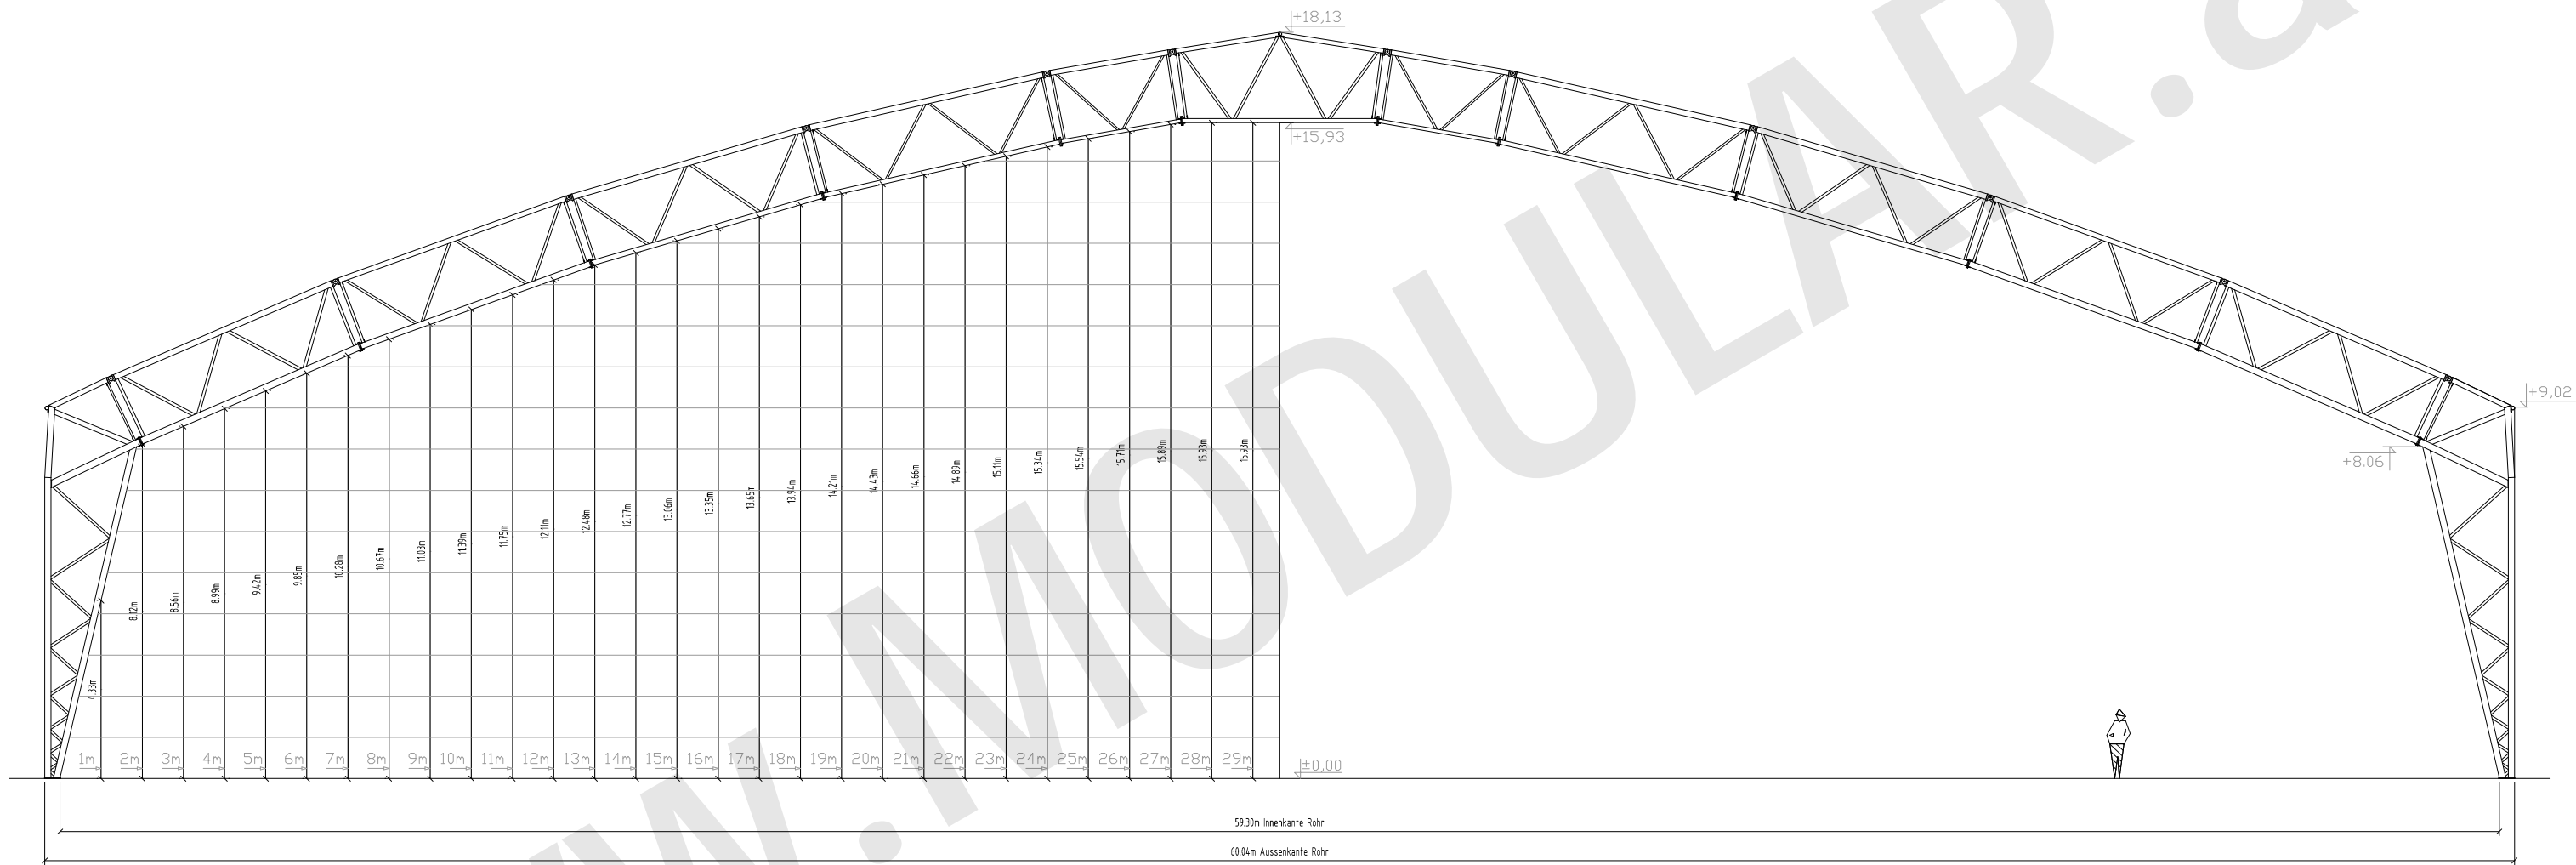 +18,13
+15,93
+9,02
+8.06
4.33m
8.12m
8.56m
8.99m
9.42m
9.85m
10.28m
10.67m
11.03m
11.39m
11.75m
12.11m
12.48m
12.77m
13.06m
13.35m
13.65m
13.94m
14.21m
14.43m
14.66m
14.89m
15.11m
15.34m
15.54m
15.71m
15.89m
15.93m
15.93m
1m 2m 3m 4m 5m 6m 7m 8m 9m 10m 11m 12m 13m 14m 15m 16m 17m 18m 19m 20m 21m 22m 23m 24m 25m 26m 27m 28m 29m
±0,00
59.30m Innenkante Rohr
60.04m Aussenkante Rohr
w.MODULAR.a